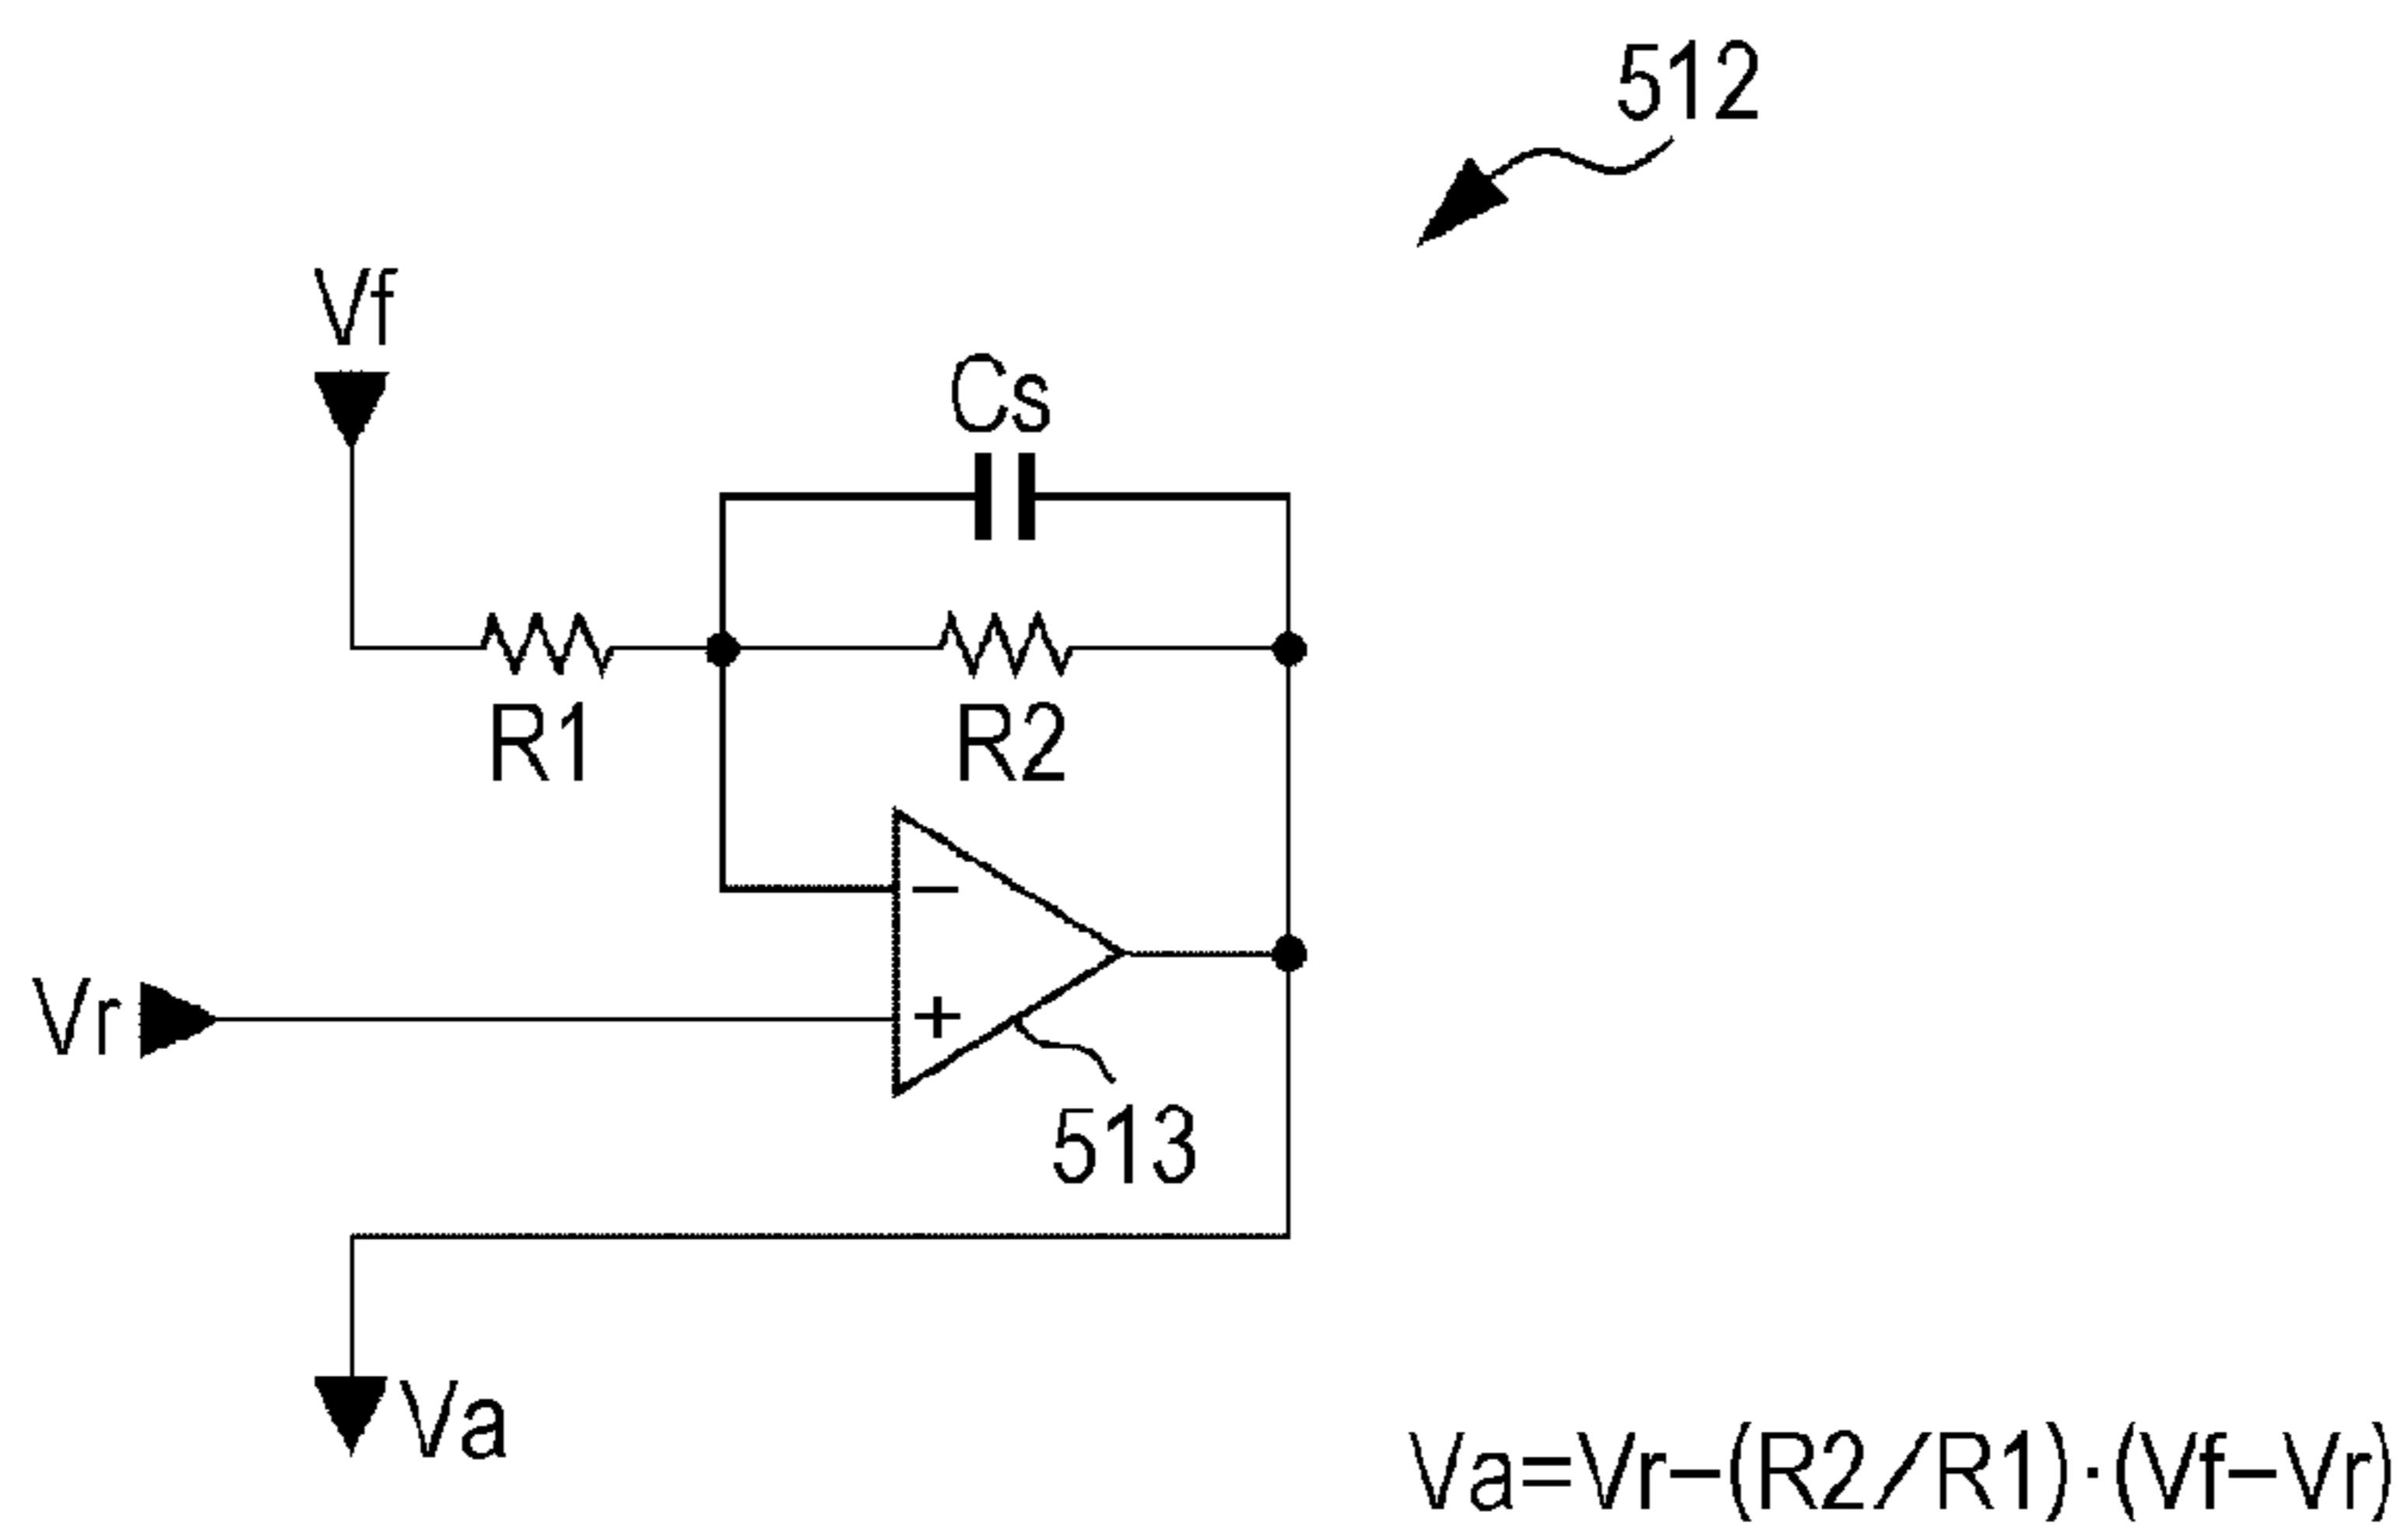 512
Vf
Cs
R1
R2
−
Vr
+
513
Va
Va=Vr−(R2/R1)·(Vf−Vr)